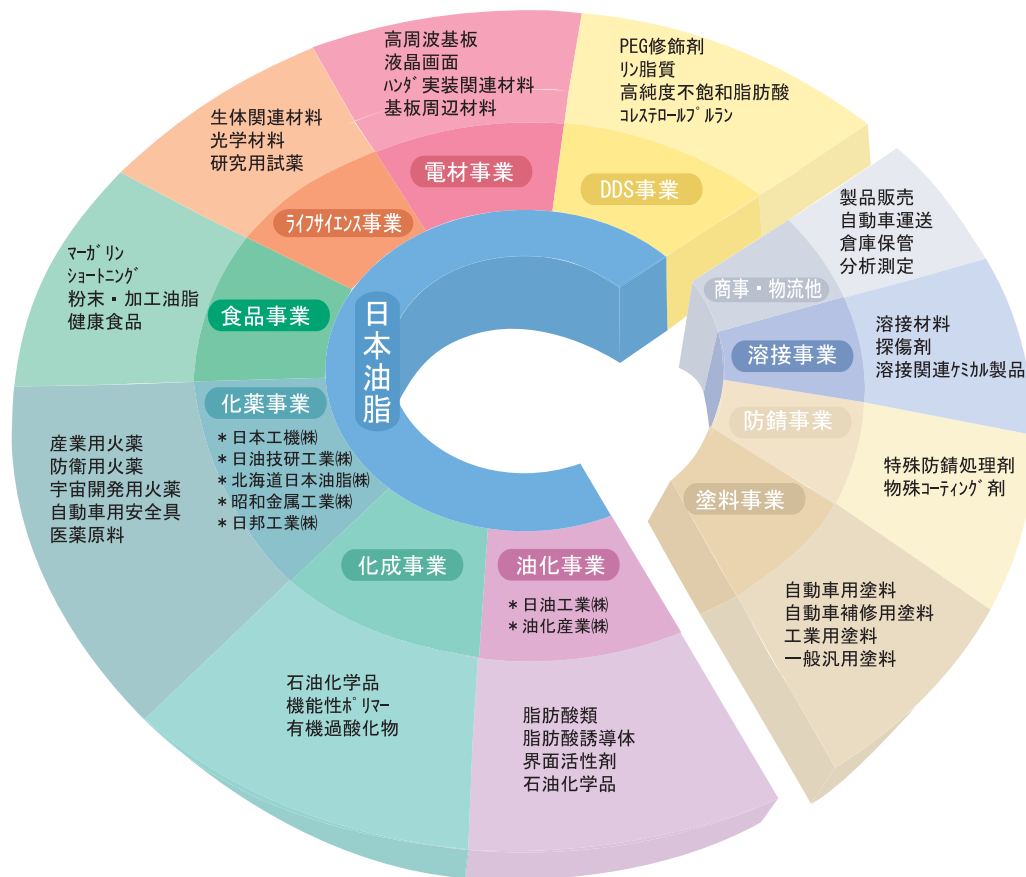 高周波基板
液晶画面
ハンダ実装関連材料
基板周辺材料
電材事業
PEG修飾剤
リン脂質
高純度不飽和脂肪酸
コレステロールプルラン
DDS事業
生体関連材料
光学材料
研究用試薬
ライフサイエンス事業
製品販売
自動車運送
倉庫保管
分析測定
商事・物流他
マーガリン
ショートニング
粉末・加工油脂
健康食品
食品事業
日本油脂
溶接材料
探傷剤
溶接関連ケミカル製品
溶接事業
化薬事業
*日本工機㈱
*日油技研工業㈱
*北海道日本油脂㈱
*昭和金属工業㈱
*日邦工業㈱
産業用火薬
防衛用火薬
宇宙開発用火薬
自動車用安全具
医薬原料
防錆事業
特殊防錆処理剤
物殊コーティング剤
塗料事業
自動車用塗料
自動車補修用塗料
工業用塗料
一般汎用塗料
化成事業
石油化学品
機能性ポリマー
有機過酸化物
油化事業
*日油工業㈱
*油化産業㈱
脂肪酸類
脂肪酸誘導体
界面活性剤
石油化学品